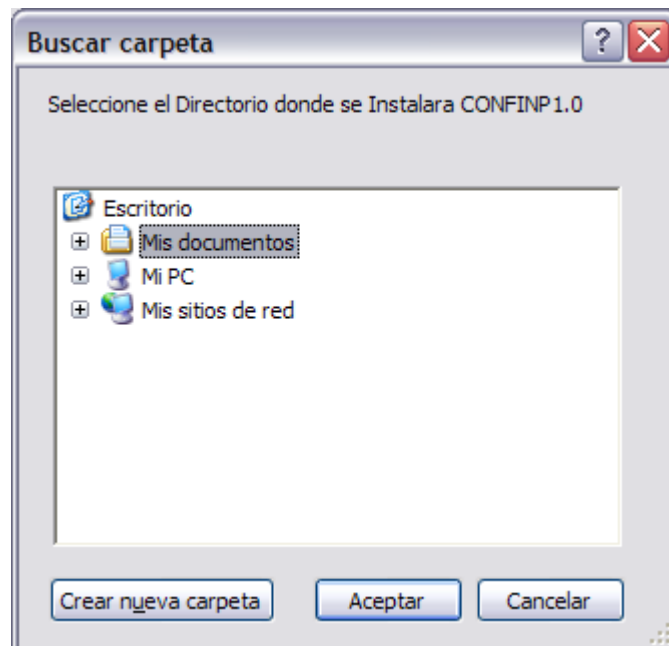 Buscar carpeta
Seleccione el Directorio donde se Instalara CONFINP1.0
Escritorio
Mis documentos
Mi PC
Mis sitios de red
Crear nueva carpeta Aceptar Cancelar